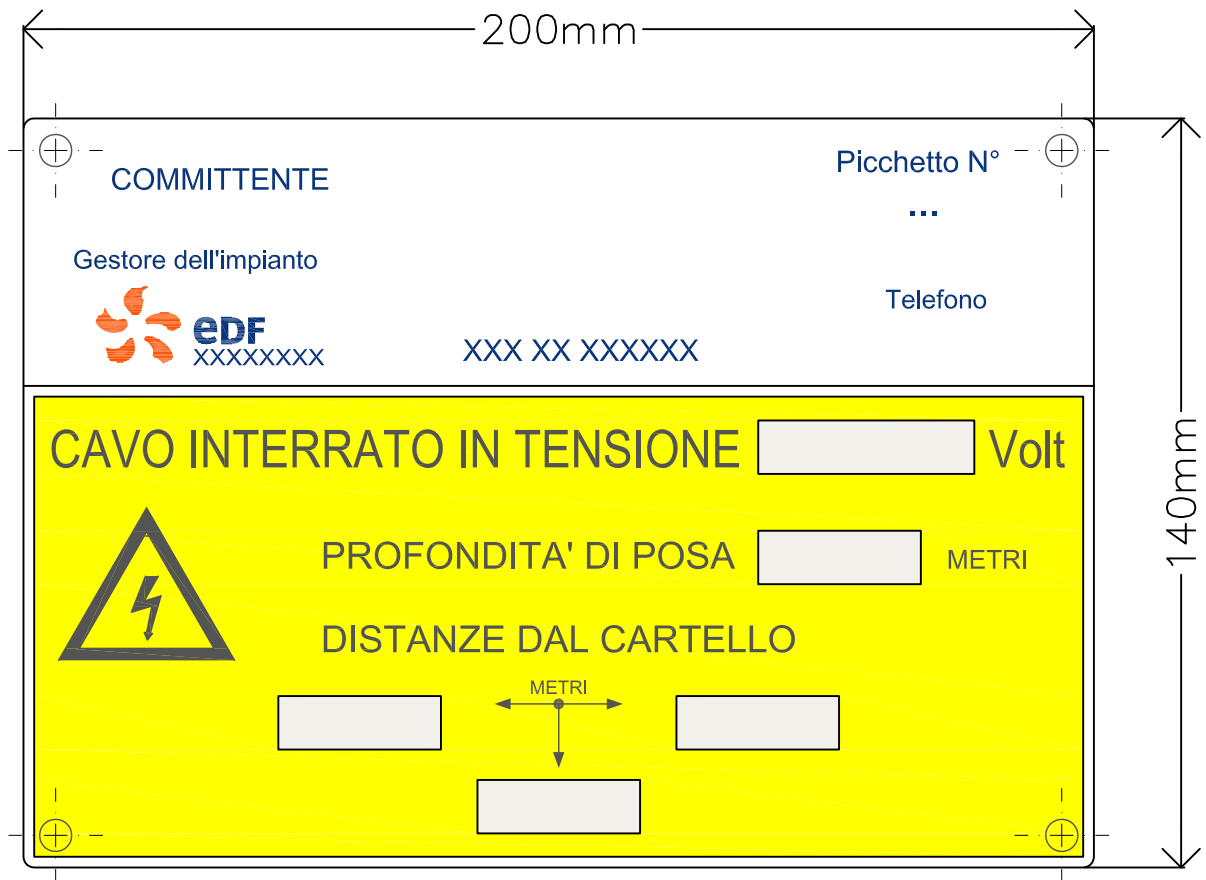 200mm
COMMITTENTE
Picchetto N°
...
Gestore dell'impianto
Telefono
eDF
XXXXXXXX
XXX XX XXXXXX
CAVO INTERRATO IN TENSIONE Volt
PROFONDITA' DI POSA METRI
DISTANZE DAL CARTELLO
METRI
140mm